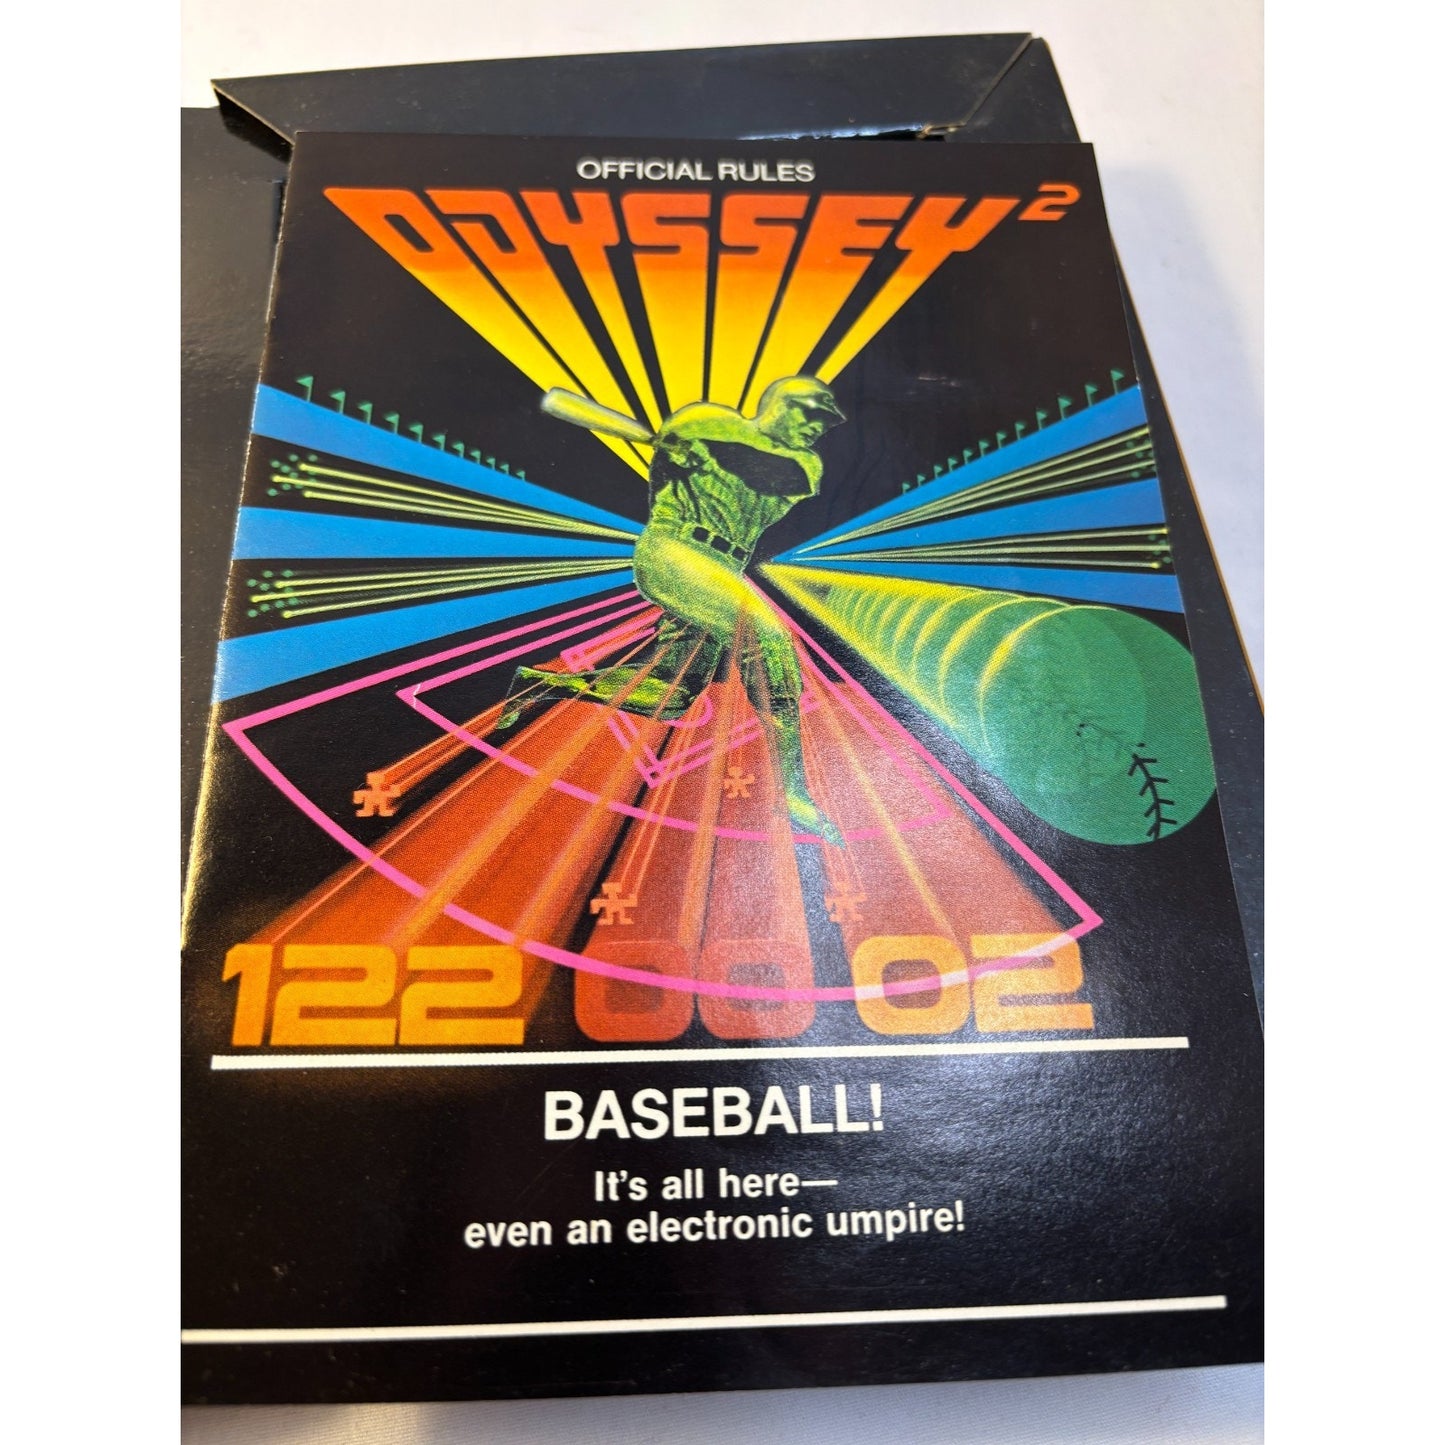 OFFICIAL RULES
ODYSSEY²
122 00 02
BASEBALL!
It's all here—
even an electronic umpire!